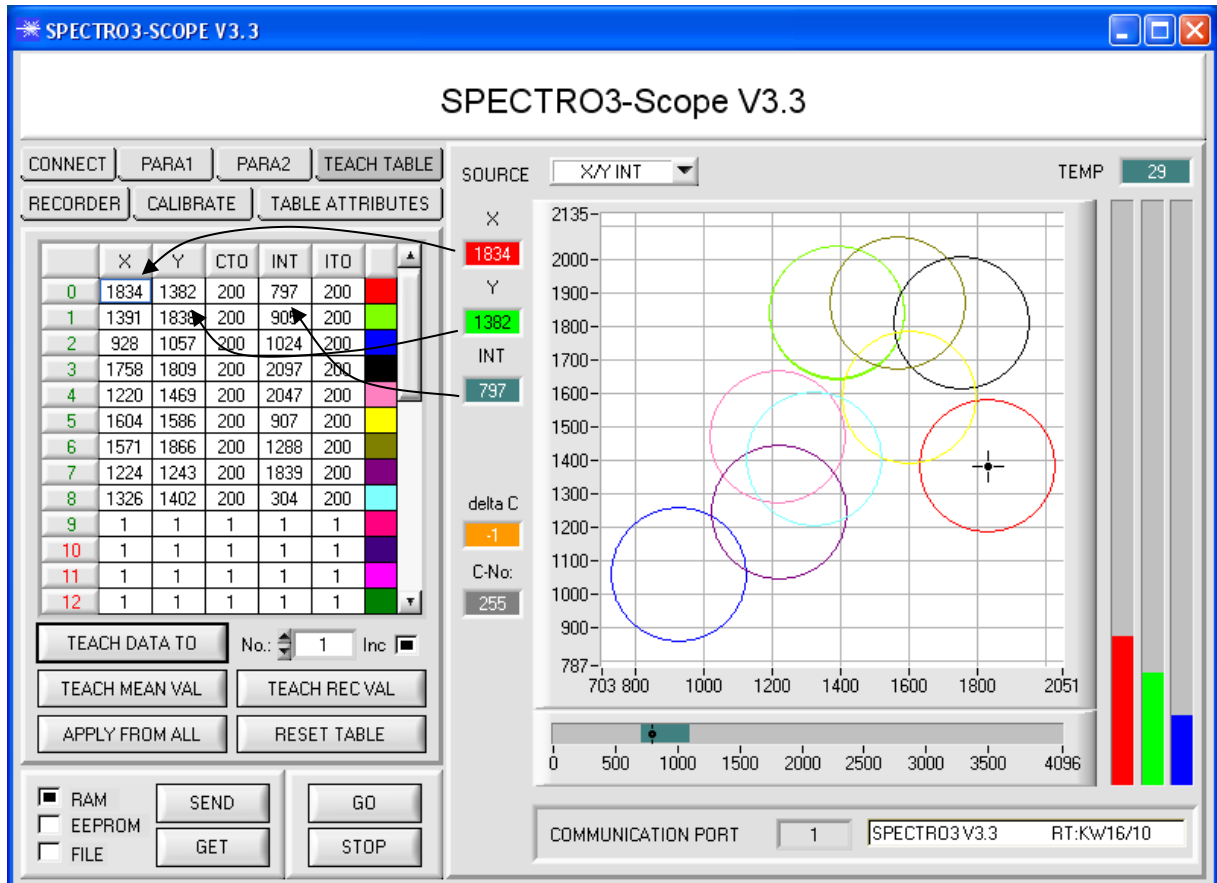 SPECTRO3-SCOPE V3.3
SPECTRO3-Scope V3.3
CONNECT PARA1 PARA2 TEACH TABLE
RECORDER CALIBRATE TABLE ATTRIBUTES
X Y CTO INT ITO
0 1834 1382 200 797 200
1 1391 1838 200 200
2 928 1057 200 1024 200
3 1758 1809 200 2097 200
4 1220 1469 200 2047 200
5 1604 1586 200 907 200
6 1571 1866 200 1288 200
7 1224 1243 200 1839 200
8 1326 1402 200 304 200
9 1 1 1 1 1
10 1 1 1 1 1
11 1 1 1 1 1
12 1 1 1 1 1
TEACH DATA TO No.: 1 Inc
TEACH MEAN VAL TEACH REC VAL
APPLY FROM ALL RESET TABLE
RAM
EEPROM
FILE
SEND GO
GET STOP
SOURCE X/Y INT TEMP 29
X
1834
Y
1382
INT
797
delta C
-1
C-No:
255
2135
2000
1900
1800
1700
1600
1500
1400
1300
1200
1100
1000
900
787
703 800 1000 1200 1400 1600 1800 2051
0 500 1000 1500 2000 2500 3000 3500 4096
COMMUNICATION PORT 1 SPECTRO3 V3.3 RT:KW16/10